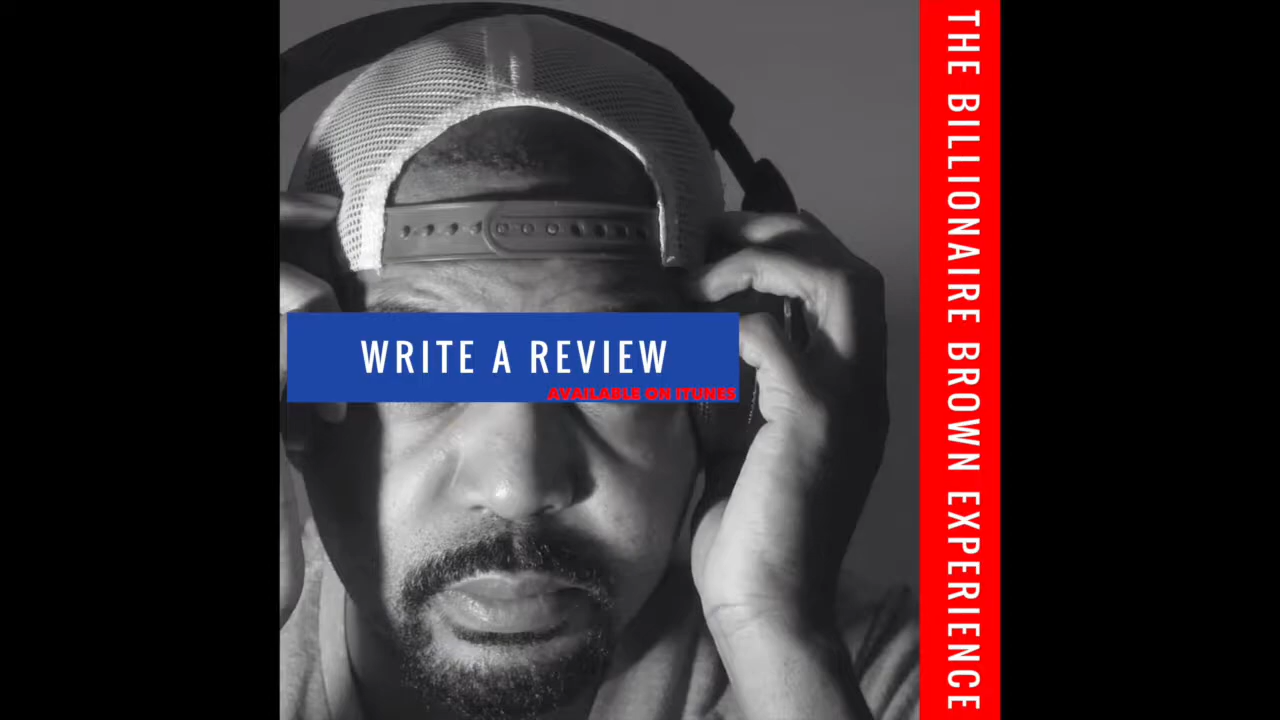 WRITE A REVIEW
AVAILABLE ON ITUNES
THE BILLIONAIRE BROWN EXPERIENCE